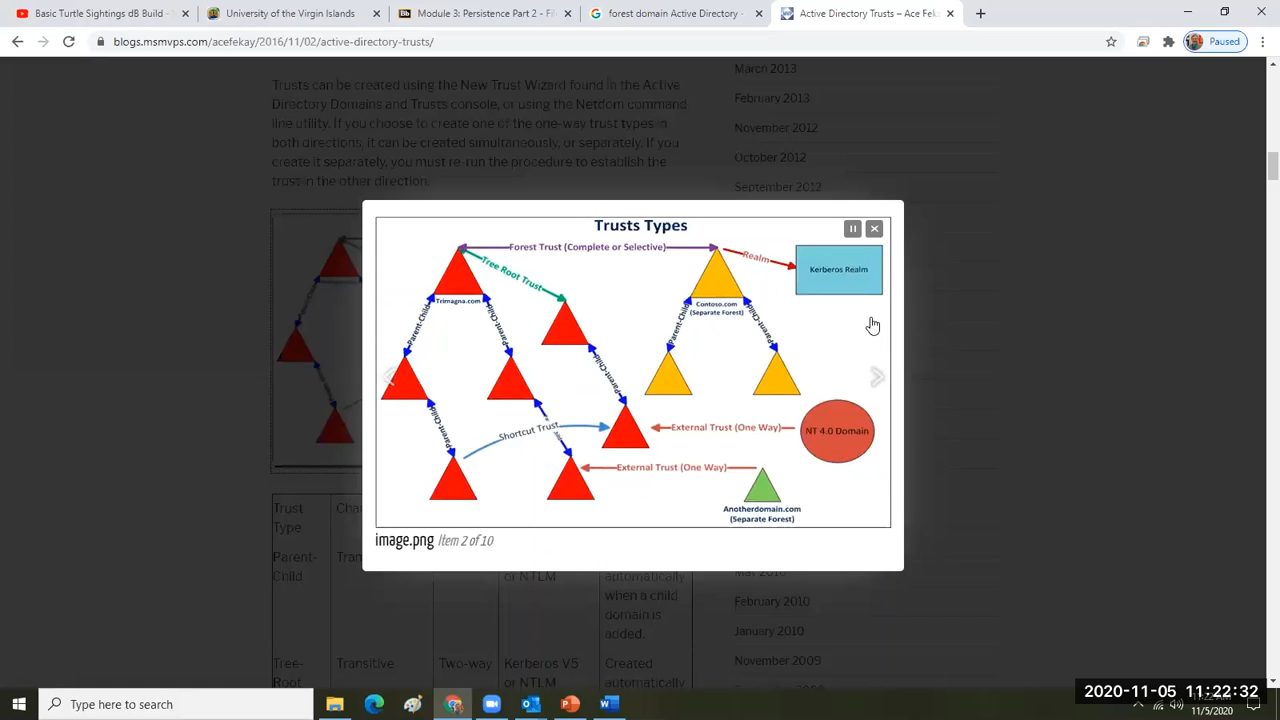 Basic Turtle Sightings dB Build -
University of the Virgin Islands
Module 3: Persistence Part 2 - Fil
forest domain Active Directory -
Active Directory Trusts – Ace Feka
blogs.msmvps.com/acefekay/2016/11/02/active-directory-trusts/
Paused
Trusts can be created using the New Trust Wizard found in the Active
Directory Domains and Trusts console, or using the Netdom command
line utility. If you choose to create one of the one-way trust types in
both directions, it can be created simultaneously, or separately. If you
create it separately, you must re-run the procedure to establish the
trust in the other direction.
March 2013
February 2013
November 2012
October 2012
September 2012
Trusts Types
Forest Trust (Complete or Selective)
Realm
Kerberos Realm
Tree Root Trust
Trimagna.com
Contoso.com
(Separate Forest)
Parent-Child
Parent-Child
Parent-Child
Parent-Child
Parent-Child
Parent-Child
Shortcut Trust
External Trust (One Way)
NT 4.0 Domain
External Trust (One Way)
Anotherdomain.com
(Separate Forest)
image.png Item 2 of 10
Trust
Type
Parent-
Child
or NTLM
automatically
when a child
domain is
added.
Tree-
Root
Transitive
Two-way
Kerberos V5
or NTLM
Created
automatically
February 2010
January 2010
November 2009
Type here to search
2020-11-05 11:22:32
11/5/2020